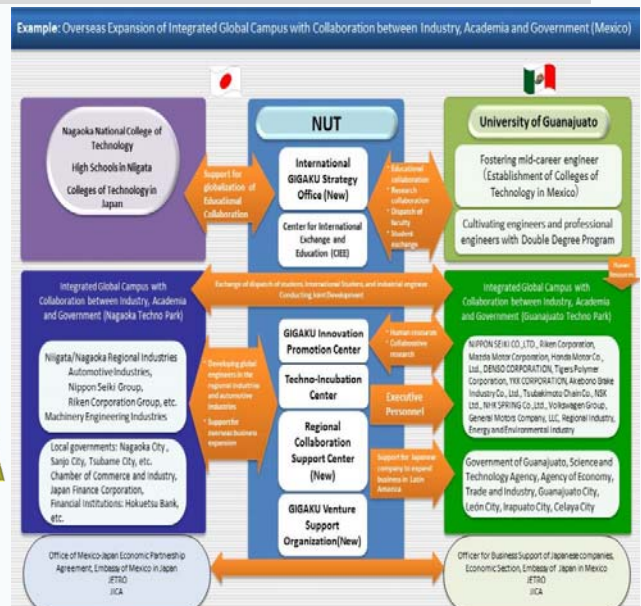 Example: Overseas Expansion of Integrated Global Campus with Collaboration between Industry, Academia and Government (Mexico)
Nagaoka National College of
Technology
High Schools in Niigata
Colleges of Technology in
Japan
Support for
globalization of
Educational
Collaboration
NUT
International
GIGAKU Strategy
Office (New)
Center for International
Exchange and
Education (CIEE)
• Educational
collaboration
• Research
collaboration
• Dispatch of
faculty
• Student
exchange
University of Guanajuato
Fostering mid-career engineer
(Establishment of Colleges of
Technology in Mexico)
Cultivating engineers and professional
engineers with Double Degree Program
Human
Resources
Exchange of dispatch of student, International Student, and industrial engineer
Conducting Joint Development
Integrated Global Campus with
Collaboration between Industry, Academia
and Government (Nagaoka Techno Park)
Niigata/Nagaoka Regional Industries
Automotive Industries,
Nippon Seiki Group,
Riken Corporation Group, etc.
Machinery Engineering Industries
Local governments: Nagaoka City,
Sanjo City, Tsubame City, etc.
Chamber of Commerce and Industry,
Japan Finance Corporation,
Financial Institutions: Hokuetsu Bank,
etc.
• Developing global
engineers in the
regional industries
and automotive
industries
• Support for
overseas business
expansion
GIGAKU Innovation
Promotion Center
Techno-Incubation
Center
Regional
Collaboration
Support Center
(New)
GIGAKU Venture
Support
Organization(New)
• Human resources
• Collaborative
research
Executive
Personnel
Support for Japanese
company to expand
business in Latin
America
Integrated Global Campus with
Collaboration between Industry, Academia
and Government (Guanajuato Techno Park)
NIPPON SEIKI CO.,LTD., Riken Corporation,
Mazda Motor Corporation, Honda Motor Co.,
Ltd., DENSO CORPORATION, Tigers Polymer
Corporation, YKK CORPORATION, Akebono Brake
Industry Co., Ltd., Tsubakimoto Chain Co., NSK
Ltd., NHK SPRING Co.,Ltd., Volkswagen Group,
General Motors Company, LLC, Regional Industry,
Energy and Environmental Industry
Government of Guanajuato, Science and
Technology Agency, Agency of Economy,
Trade and Industry, Guanajuato City,
León City, Irapuato City, Celaya City
Office of Mexico-Japan Economic Partnership
Agreement, Embassy of Mexico in Japan
JETRO
JICA
Officer for Business Support of Japanese companies,
Economic Section, Embassy of Japan in Mexico
JETRO
JICA